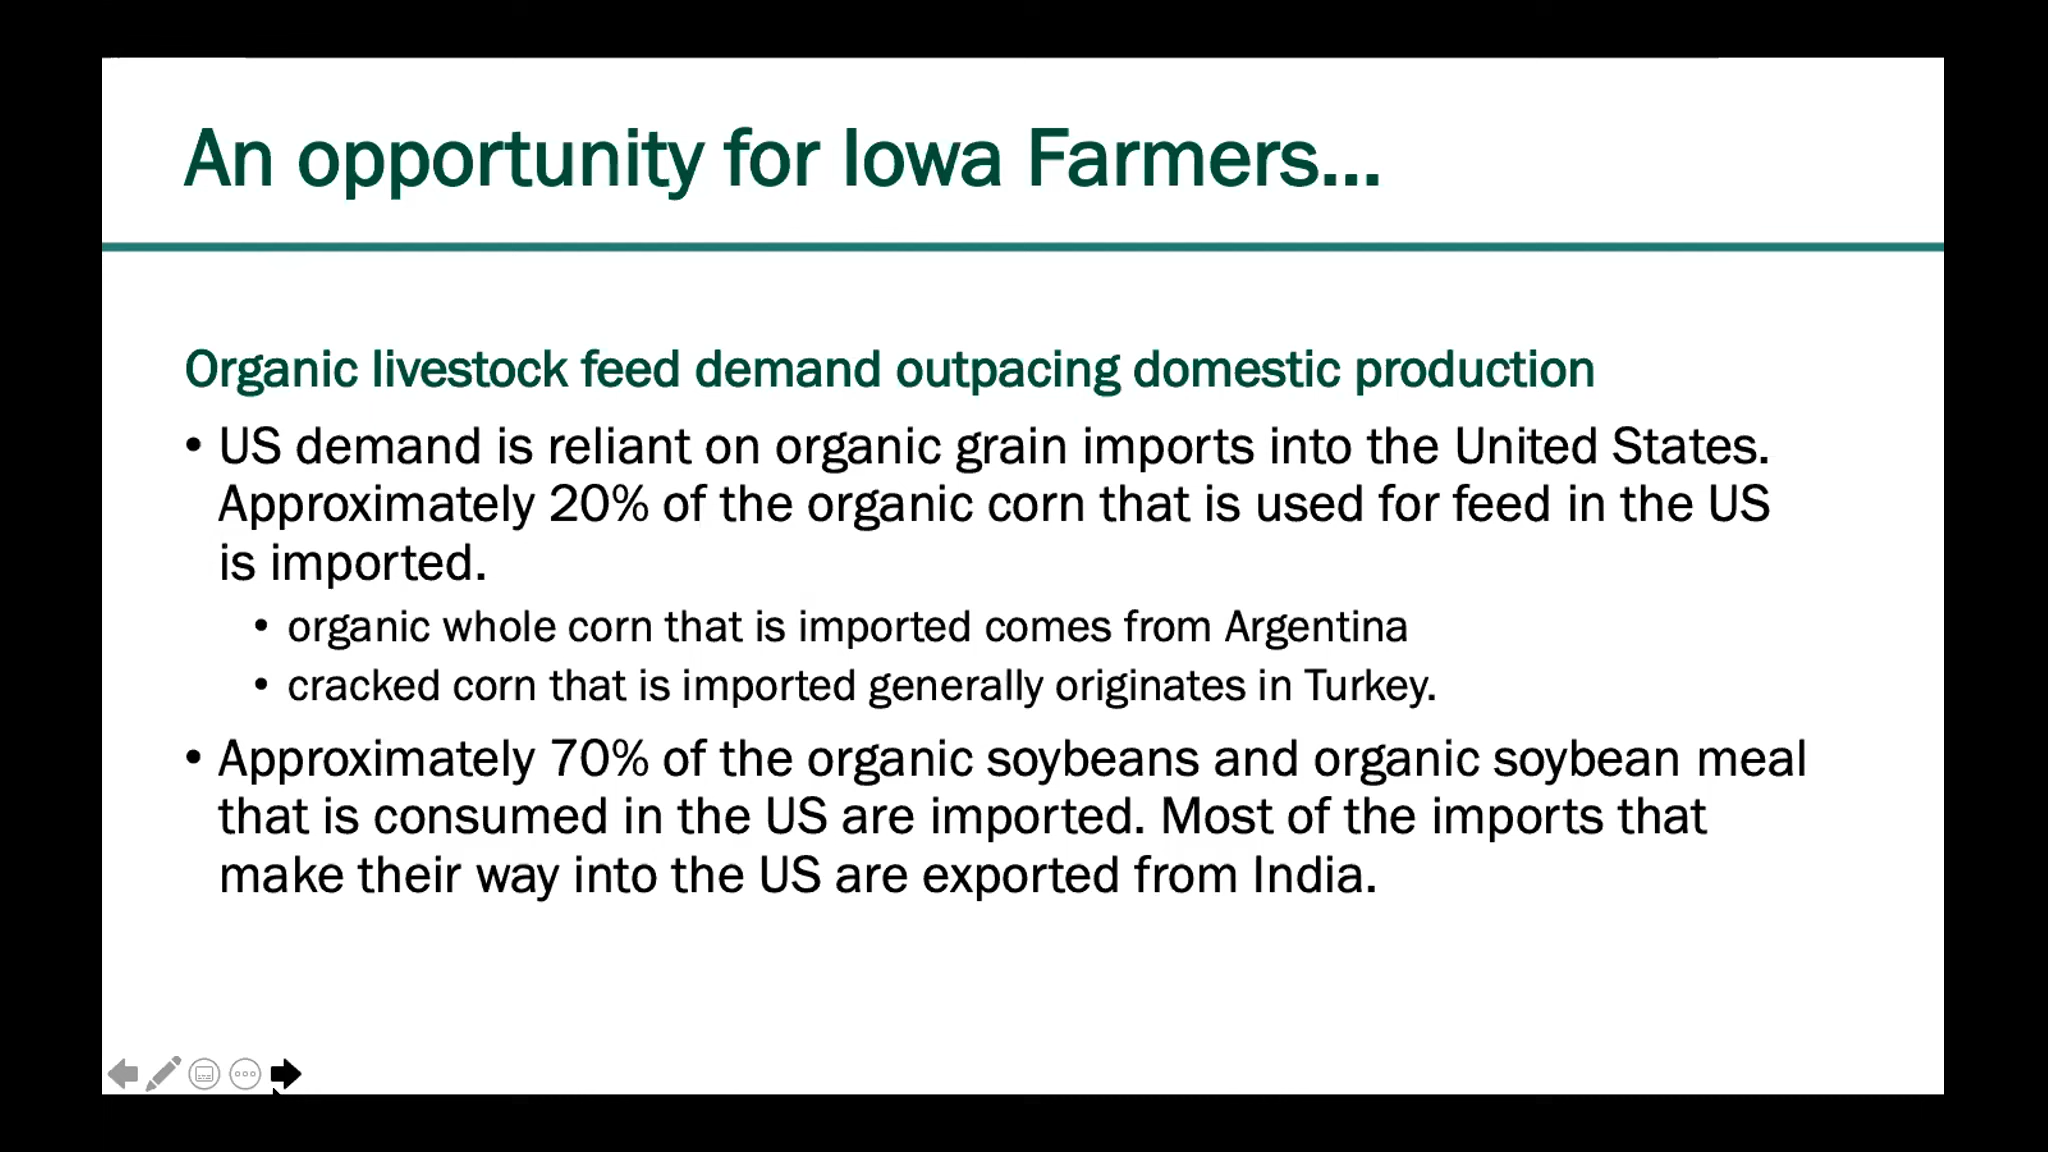 An opportunity for Iowa Farmers...
Organic livestock feed demand outpacing domestic production
• US demand is reliant on organic grain imports into the United States.
Approximately 20% of the organic corn that is used for feed in the US
is imported.
• organic whole corn that is imported comes from Argentina
• cracked corn that is imported generally originates in Turkey.
• Approximately 70% of the organic soybeans and organic soybean meal
that is consumed in the US are imported. Most of the imports that
make their way into the US are exported from India.